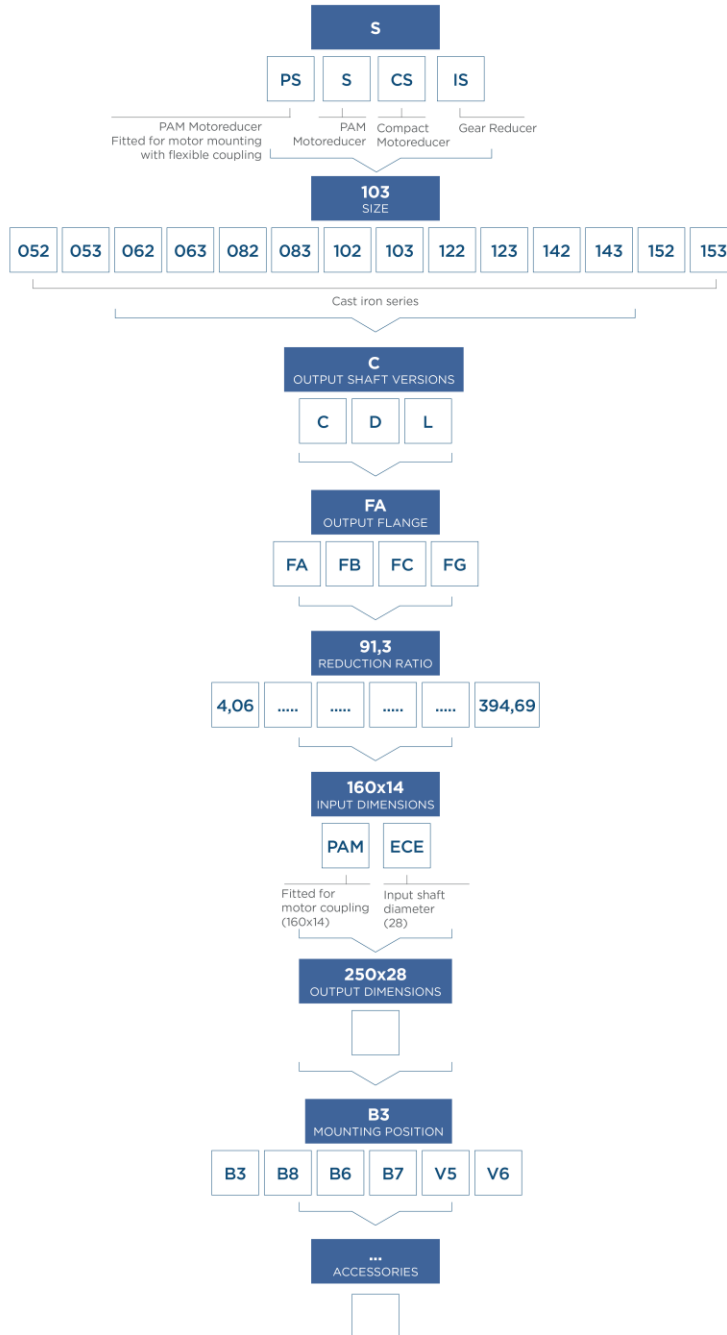 S
PS S CS IS
PAM Motoreducer
Fitted for motor mounting
with flexible coupling
PAM
Motoreducer
Compact
Motoreducer
Gear Reducer
103
SIZE
052 053 062 063 082 083 102 103 122 123 142 143 152 153
Cast iron series
C
OUTPUT SHAFT VERSIONS
C D L
FA
OUTPUT FLANGE
FA FB FC FG
91,3
REDUCTION RATIO
4,06 ..... ..... ..... ..... 394,69
160x14
INPUT DIMENSIONS
PAM ECE
Fitted for
motor coupling
(160x14)
Input shaft
diameter
(28)
250x28
OUTPUT DIMENSIONS
B3
MOUNTING POSITION
B3 B8 B6 B7 V5 V6
...
ACCESSORIES